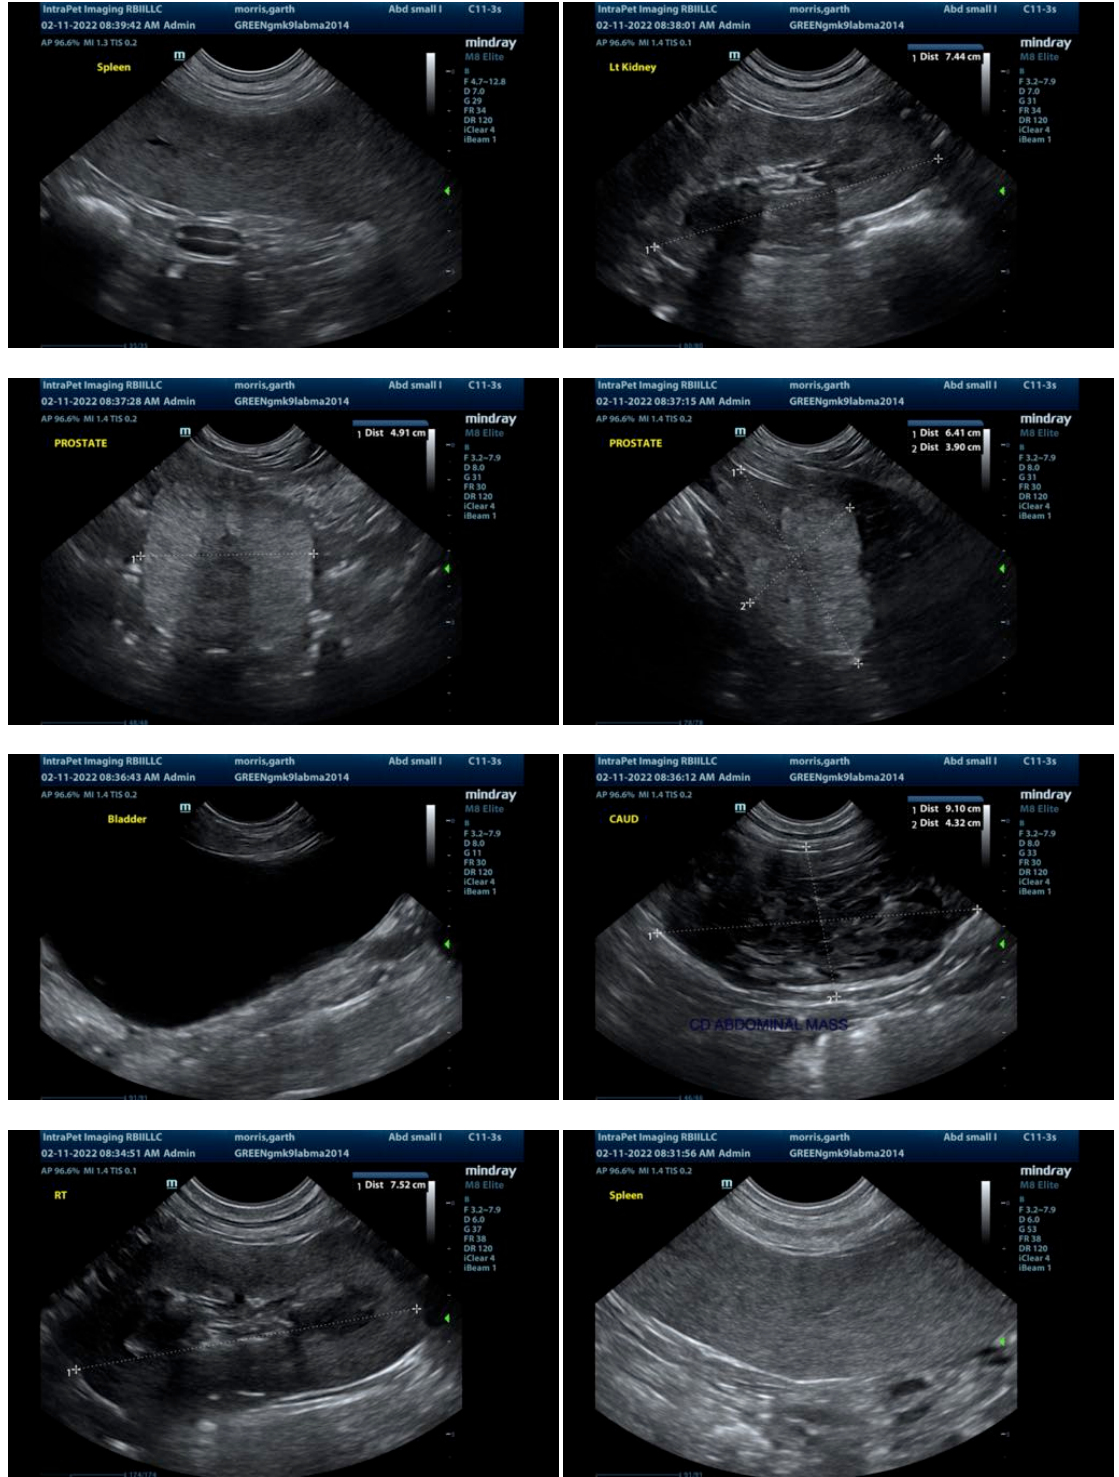 IntraPet Imaging RBIILLC morris,garth Abd small I C11-3s
02-11-2022 08:39:42 AM Admin GREENgmk9labma2014
AP 96.6% MI 1.3 TIS 0.2 mindray
M8 Elite
m
Spleen
B
F 4.7-12.8
D 7.0
G 29
FR 34
DR 120
iClear 4
iBeam 1
IntraPet Imaging RBIILLC morris,garth Abd small I C11-3s
02-11-2022 08:38:01 AM Admin GREENgmk9labma2014
AP 96.6% MI 1.4 TIS 0.1 mindray
M8 Elite
m
1 Dist 7.44 cm
Lt Kidney
B
F 3.2-7.9
D 7.0
G 31
FR 34
DR 120
iClear 4
iBeam 1
1
IntraPet Imaging RBIILLC morris,garth Abd small I C11-3s
02-11-2022 08:37:28 AM Admin GREENgmk9labma2014
AP 96.6% MI 1.4 TIS 0.2 mindray
M8 Elite
m
1 Dist 4.91 cm
PROSTATE
B
F 3.2-7.9
D 8.0
G 31
FR 30
DR 120
iClear 4
iBeam 1
1
IntraPet Imaging RBIILLC morris,garth Abd small I C11-3s
02-11-2022 08:37:15 AM Admin GREENgmk9labma2014
AP 96.6% MI 1.4 TIS 0.2 mindray
M8 Elite
m
1 Dist 6.41 cm
2 Dist 3.90 cm
PROSTATE
B
F 3.2-7.9
D 8.0
G 31
FR 30
DR 120
iClear 4
iBeam 1
1
2
IntraPet Imaging RBIILLC morris,garth Abd small I C11-3s
02-11-2022 08:36:43 AM Admin GREENgmk9labma2014
AP 96.6% MI 1.4 TIS 0.2 mindray
M8 Elite
m
Bladder
B
F 3.2-7.9
D 8.0
G 11
FR 30
DR 120
iClear 4
iBeam 1
IntraPet Imaging RBIILLC morris,garth Abd small I C11-3s
02-11-2022 08:36:12 AM Admin GREENgmk9labma2014
AP 96.6% MI 1.4 TIS 0.2 mindray
M8 Elite
m
1 Dist 9.10 cm
2 Dist 4.32 cm
CAUD
B
F 3.2-7.9
D 8.0
G 33
FR 30
DR 120
iClear 4
iBeam 1
1
2
CD ABDOMINAL MASS
IntraPet Imaging RBIILLC morris,garth Abd small I C11-3s
02-11-2022 08:34:51 AM Admin GREENgmk9labma2014
AP 96.6% MI 1.4 TIS 0.1 mindray
M8 Elite
m
1 Dist 7.52 cm
RT
B
F 3.2-7.9
D 6.0
G 37
FR 38
DR 120
iClear 4
iBeam 1
1
IntraPet Imaging RBIILLC morris,garth Abd small I C11-3s
02-11-2022 08:31:56 AM Admin GREENgmk9labma2014
AP 96.6% MI 1.4 TIS 0.2 mindray
M8 Elite
m
Spleen
B
F 3.2-7.9
D 6.0
G 53
FR 38
DR 120
iClear 4
iBeam 1